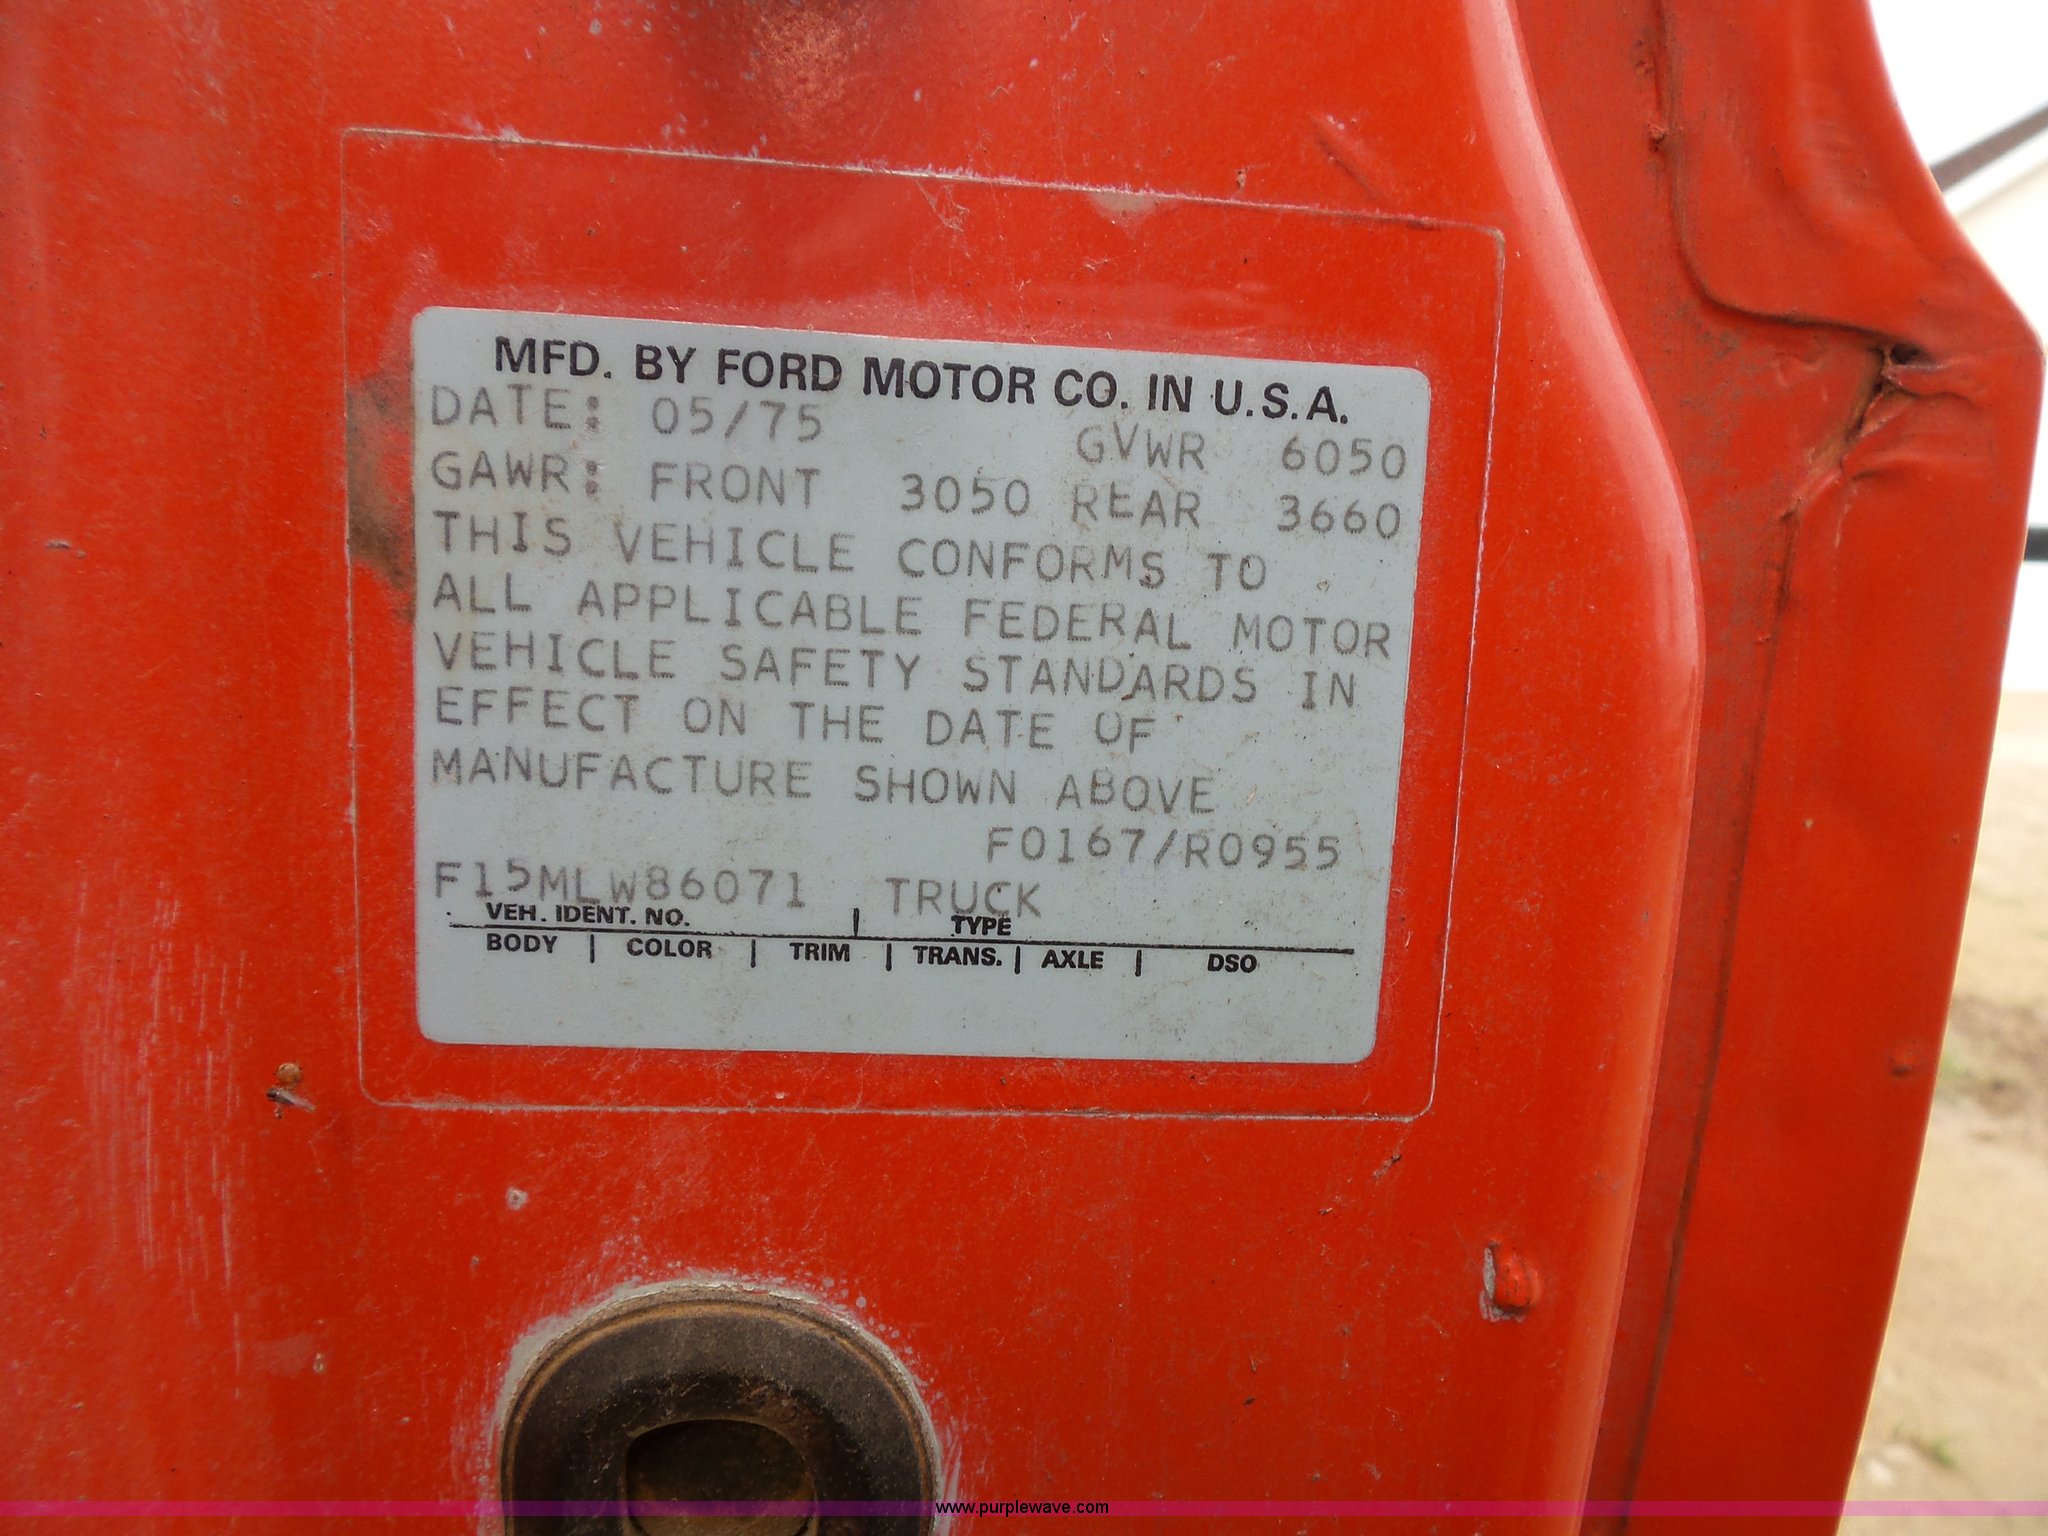 MFD. BY FORD MOTOR CO. IN U.S.A.
DATE: 05/75 GVWR 6050
GAWR: FRONT 3050 REAR 3660
THIS VEHICLE CONFORMS TO
ALL APPLICABLE FEDERAL MOTOR
VEHICLE SAFETY STANDARDS IN
EFFECT ON THE DATE OF
MANUFACTURE SHOWN ABOVE
F0167/R0955
F15MLW86071 TRUCK
VEH. IDENT. NO. | TYPE
BODY | COLOR | TRIM | TRANS. | AXLE | DSO
www.purplewave.com